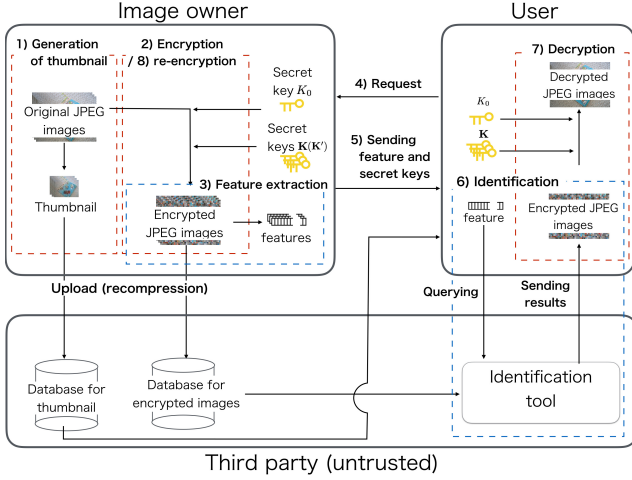 Image owner
User
1) Generation
of thumbnail
2) Encryption
/ 8) re-encryption
Original JPEG
images
Thumbnail
Secret
key K₀
Secret
keys K(K′)
3) Feature extraction
Encrypted
JPEG images
features
4) Request
5) Sending
feature and
secret keys
7) Decryption
Decrypted
JPEG images
K₀
K
6) Identification
feature
Encrypted JPEG
images
Upload (recompression)
Querying
Sending
results
Database for
thumbnail
Database for
encrypted images
Identification
tool
Third party (untrusted)